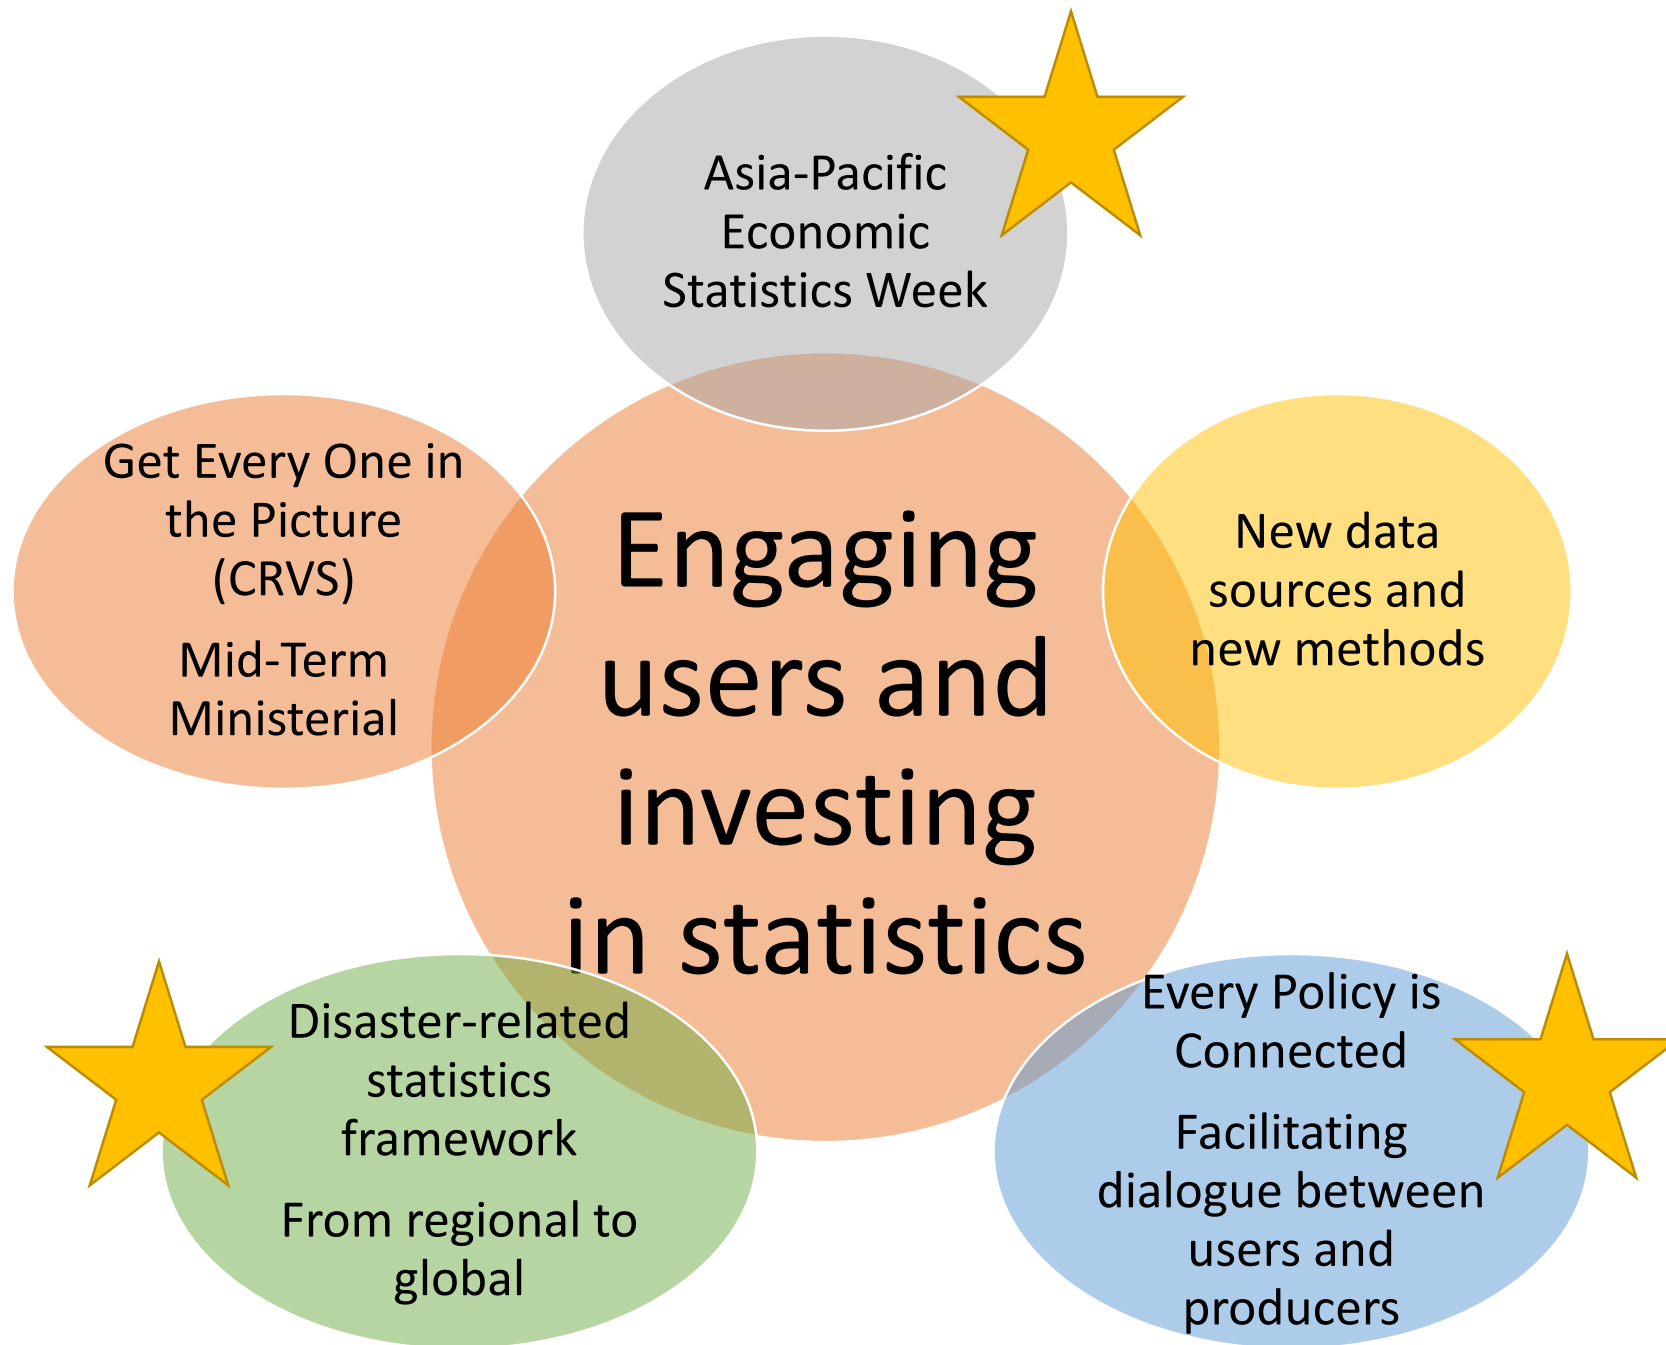 Asia-Pacific
Economic
Statistics Week
Get Every One in
the Picture
(CRVS)
Mid-Term
Ministerial
Engaging
users and
investing
in statistics
New data
sources and
new methods
Disaster-related
statistics
framework
From regional to
global
Every Policy is
Connected
Facilitating
dialogue between
users and
producers